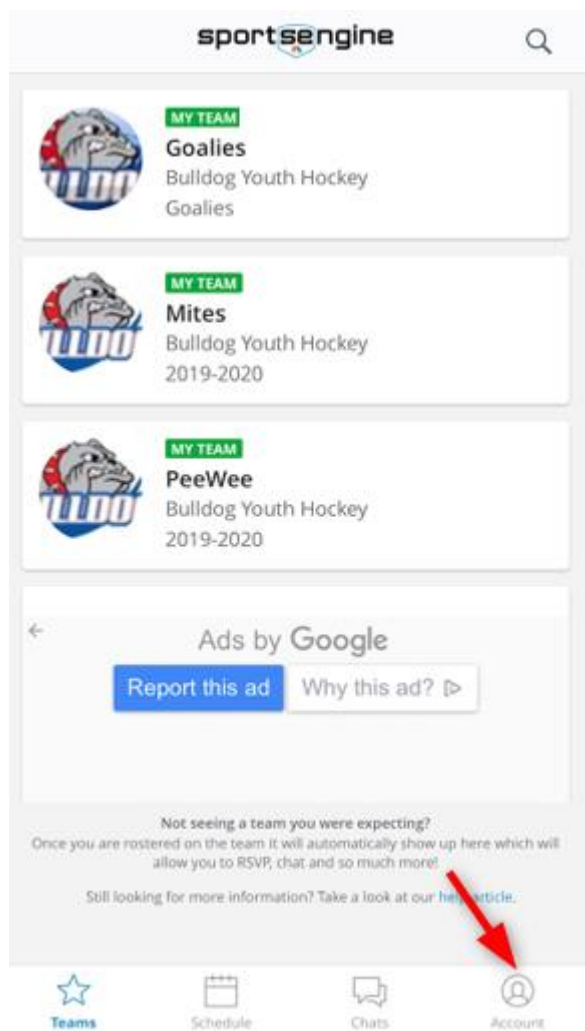 sportsengine
MY TEAM
Goalies
Bulldog Youth Hockey
Goalies
MY TEAM
Mites
Bulldog Youth Hockey
2019-2020
MY TEAM
PeeWee
Bulldog Youth Hockey
2019-2020
Ads by Google
Report this ad
Why this ad?
Not seeing a team you were expecting?
Once you are rostered on the team it will automatically show up here which will
allow you to RSVP, chat and so much more!
Still looking for more information? Take a look at our help article.
Teams
Schedule
Chats
Account